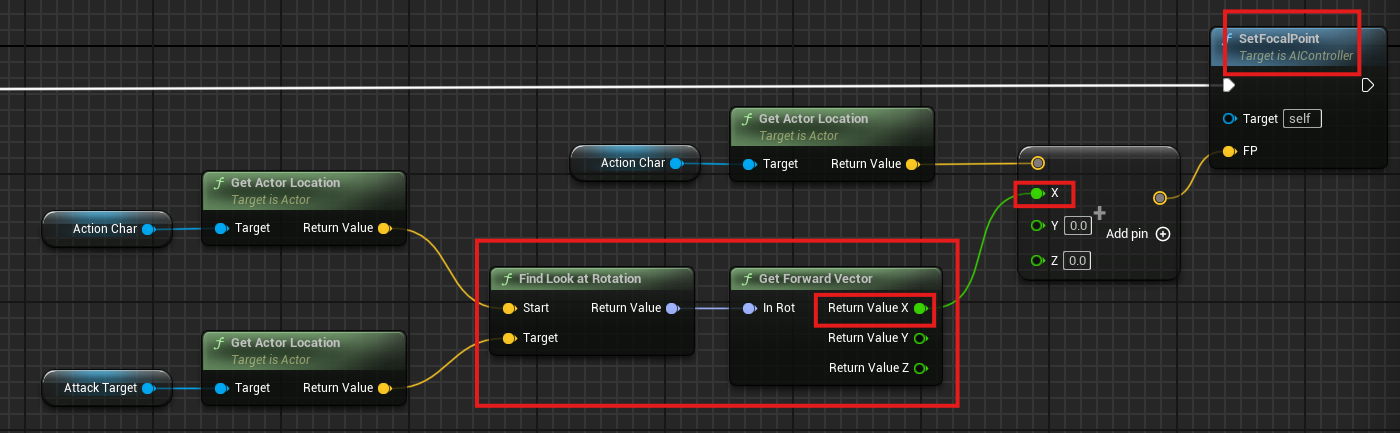 SetFocalPoint
Target is AIController
Target self
FP
Get Actor Location
Target is Actor
Action Char
Target Return Value
X
Y 0.0
Add pin
Z 0.0
Get Actor Location
Target is Actor
Action Char
Target Return Value
Find Look at Rotation
Start Return Value
Target
Get Forward Vector
In Rot Return Value X
Return Value Y
Return Value Z
Get Actor Location
Target is Actor
Attack Target
Target Return Value